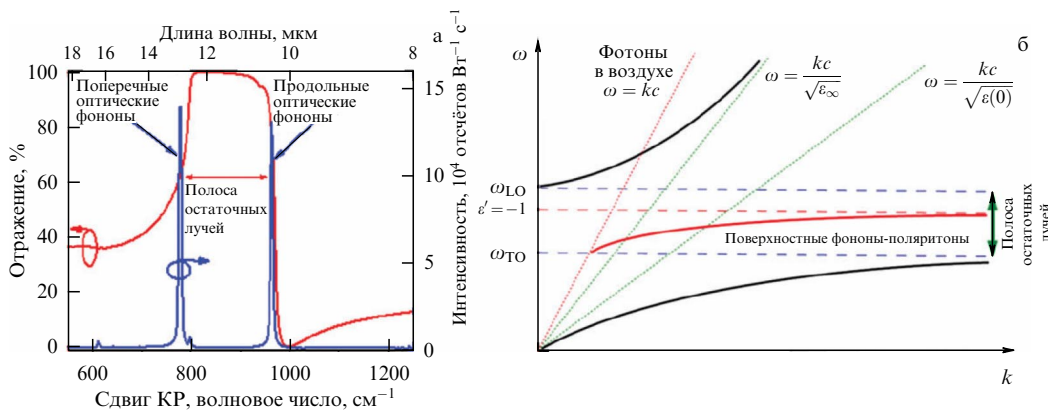 Длина волны, мкм
18 16 14 12 10 8
а
Отражение, %
100
80
60
40
20
0
Поперечные
оптические
фононы
Продольные
оптические
фононы
Полоса
остаточных
лучей
15
10
5
0
Интенсивность, 10⁴ отсчётов Вт⁻¹ с⁻¹
600 800 1000 1200
Сдвиг КР, волновое число, см⁻¹
б
ω
Фотоны
в воздухе
ω = kc
ω = kc/√ε∞
ω = kc/√ε(0)
ωLO
ε′ = −1
ωTO
Поверхностные фононы-поляритоны
Полоса
остаточных
лучей
k